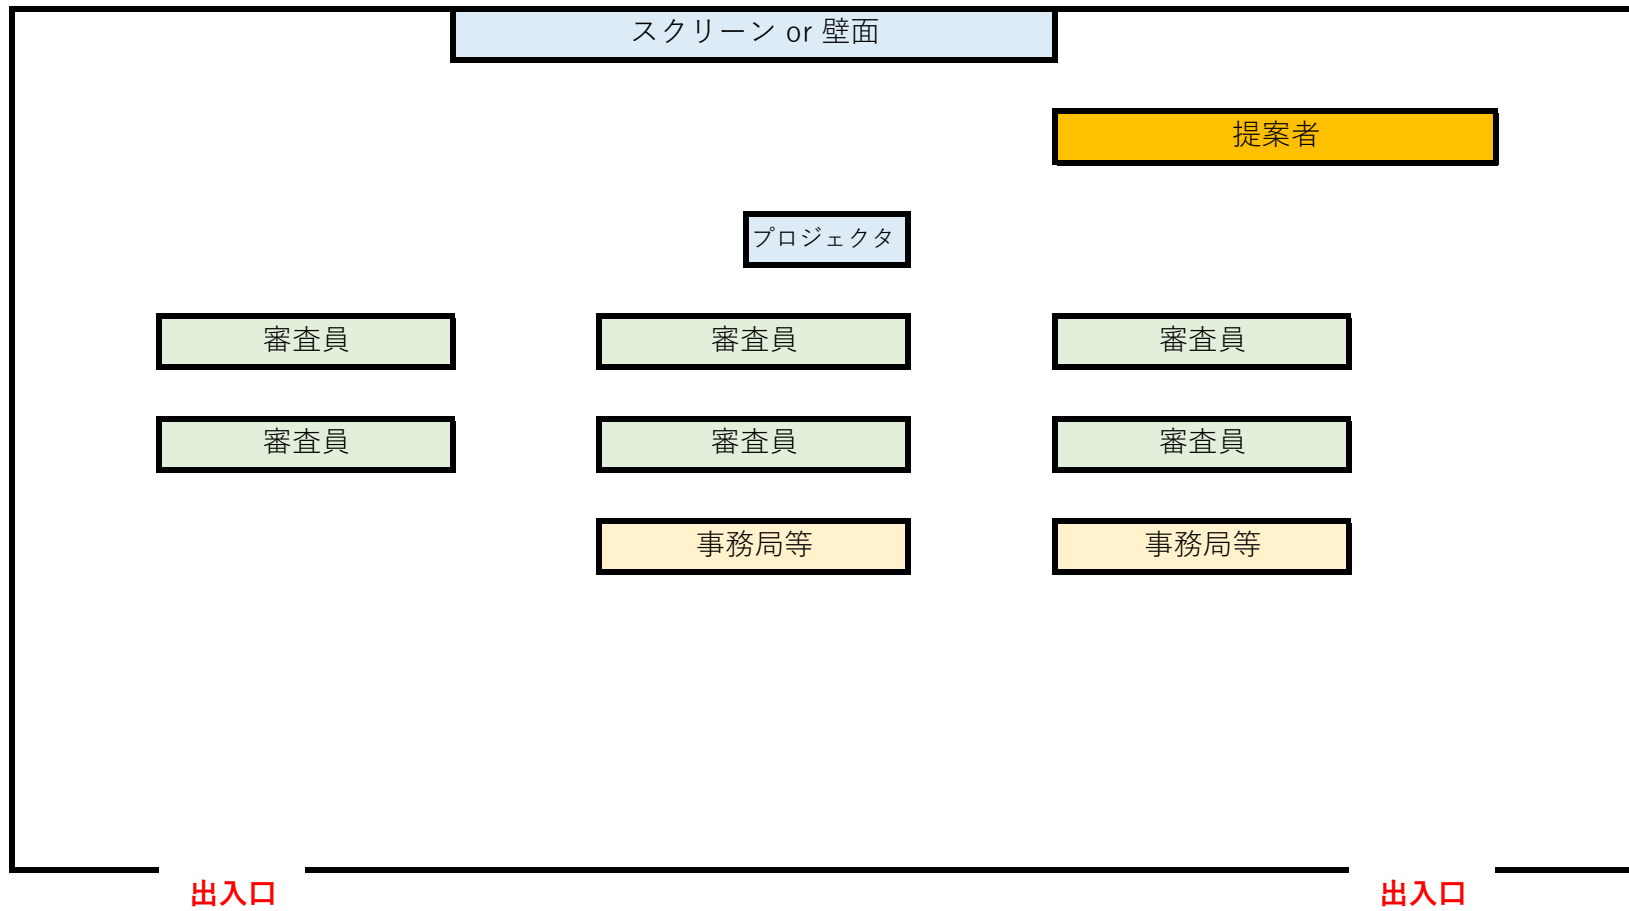 スクリーン or 壁面
提案者
プロジェクタ
審査員
審査員
審査員
審査員
審査員
審査員
事務局等
事務局等
出入口
出入口